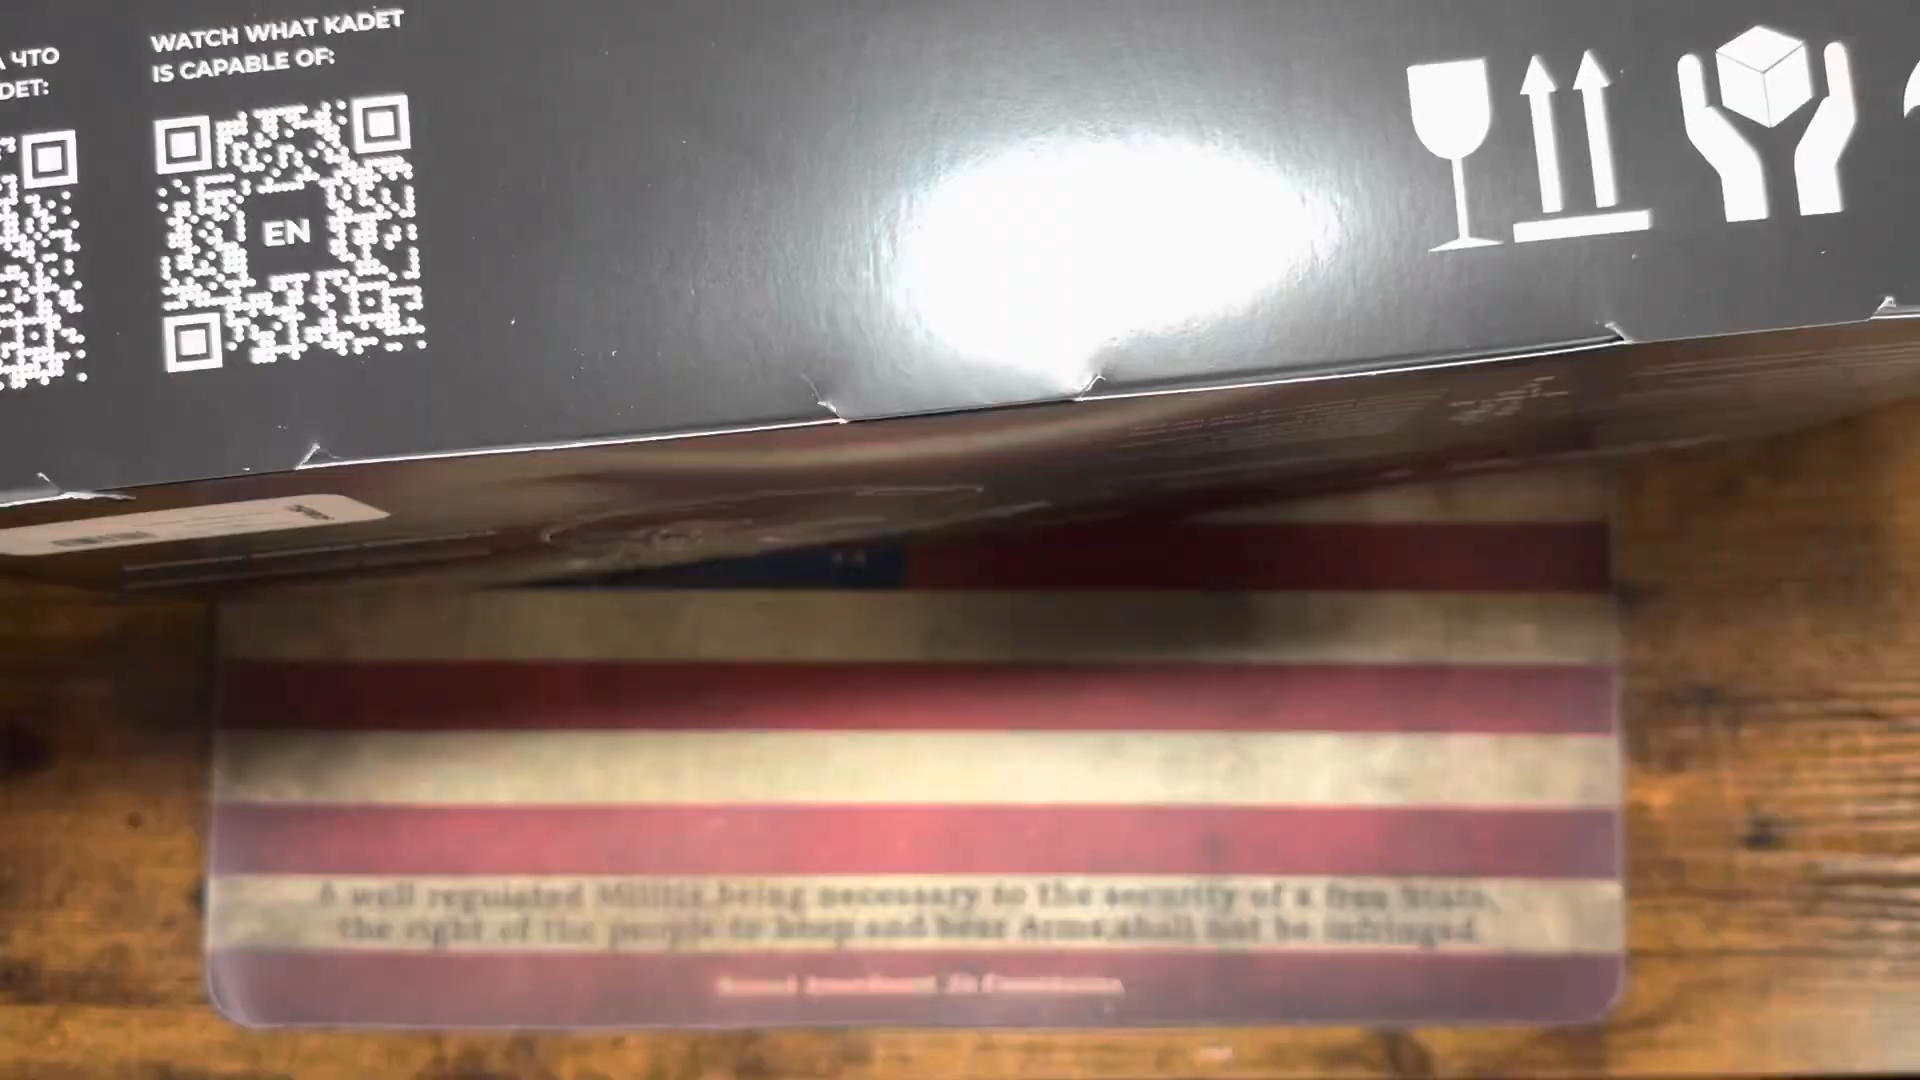 ЧТО
DET:
WATCH WHAT KADET
IS CAPABLE OF:
EN
A well regulated Militia being necessary to the security of a free State,
the right of the people to keep and bear Arms, shall not be infringed.